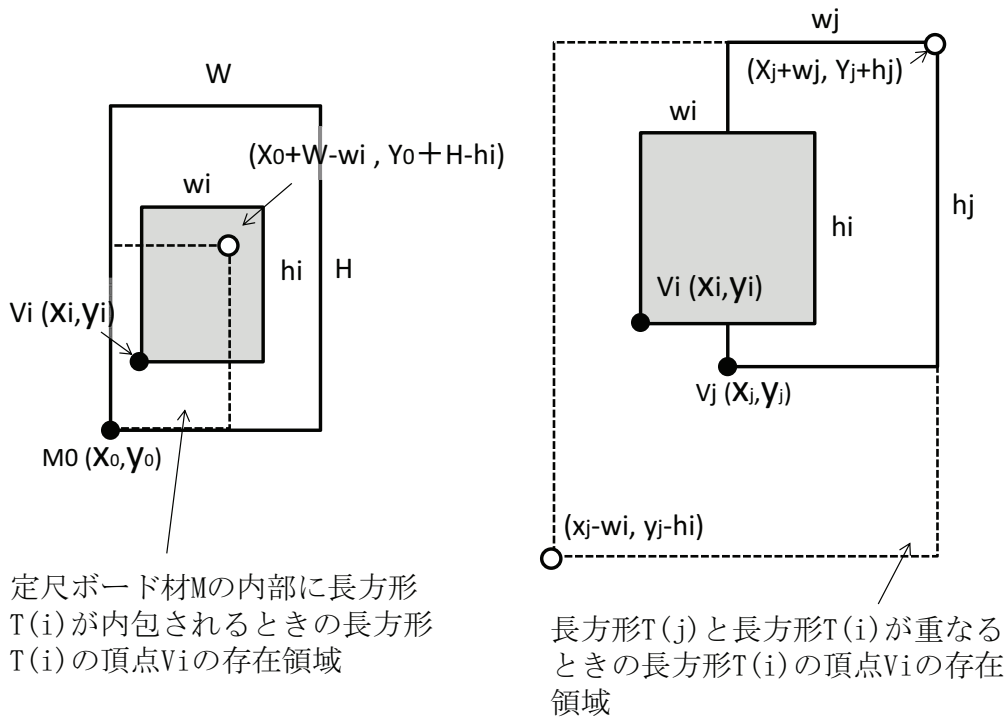 W
(X0+W-wi , Y0＋H-hi)
wi
hi
H
Vi (xi,yi)
M0 (x0,y0)
定尺ボード材Mの内部に長方形
T(i)が内包されるときの長方形
T(i)の頂点Viの存在領域
wj
(Xj+wj, Yj+hj)
wi
hi
hj
Vi (xi,yi)
Vj (xj,yj)
(xj-wi, yj-hi)
長方形T(j)と長方形T(i)が重なる
ときの長方形T(i)の頂点Viの存在
領域